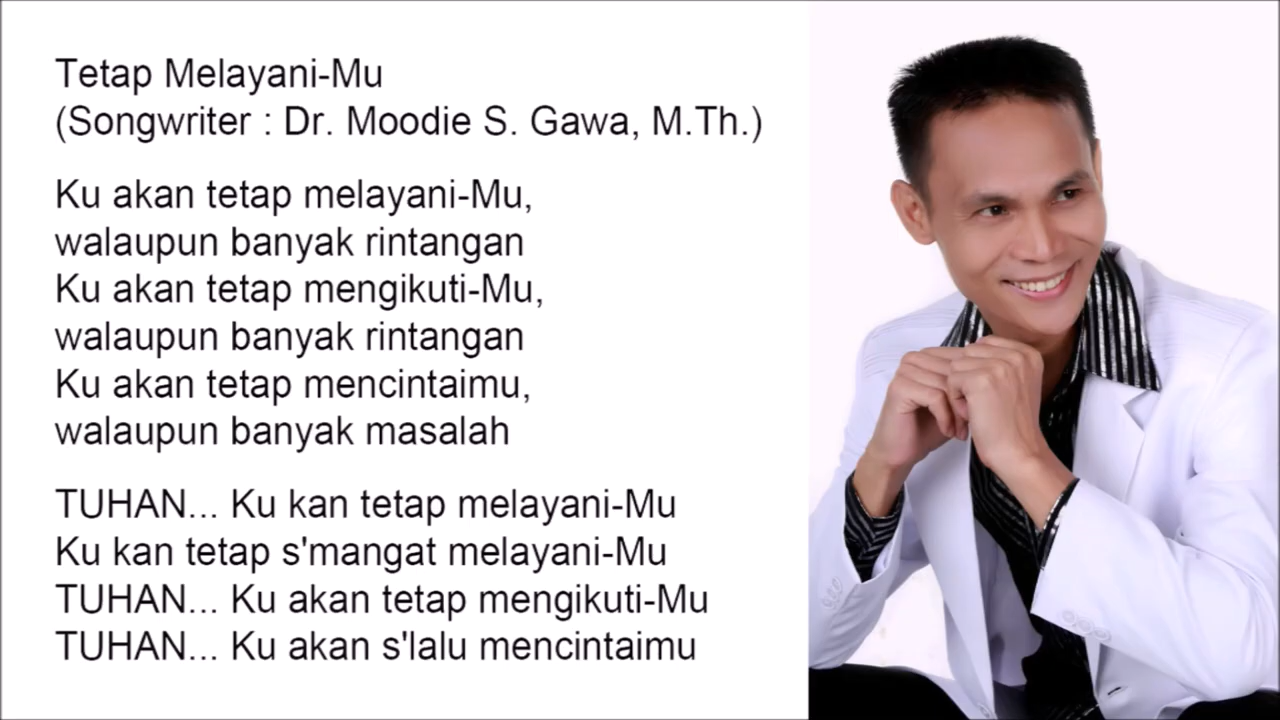 Tetap Melayani-Mu
(Songwriter : Dr. Moodie S. Gawa, M.Th.)
Ku akan tetap melayani-Mu,
walaupun banyak rintangan
Ku akan tetap mengikuti-Mu,
walaupun banyak rintangan
Ku akan tetap mencintaimu,
walaupun banyak masalah
TUHAN... Ku kan tetap melayani-Mu
Ku kan tetap s'mangat melayani-Mu
TUHAN... Ku akan tetap mengikuti-Mu
TUHAN... Ku akan s'lalu mencintaimu